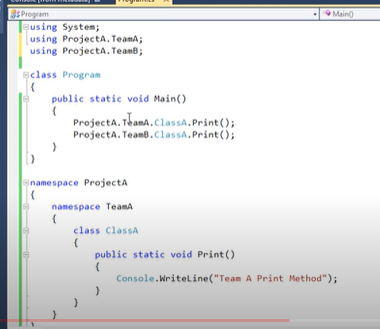 Program
Main()
using System;
using ProjectA.TeamA;
using ProjectA.TeamB;
class Program
{
public static void Main()
{
ProjectA.TeamA.ClassA.Print();
ProjectA.TeamB.ClassA.Print();
}
}
namespace ProjectA
{
namespace TeamA
{
class ClassA
{
public static void Print()
{
Console.WriteLine("Team A Print Method");
}
}
}